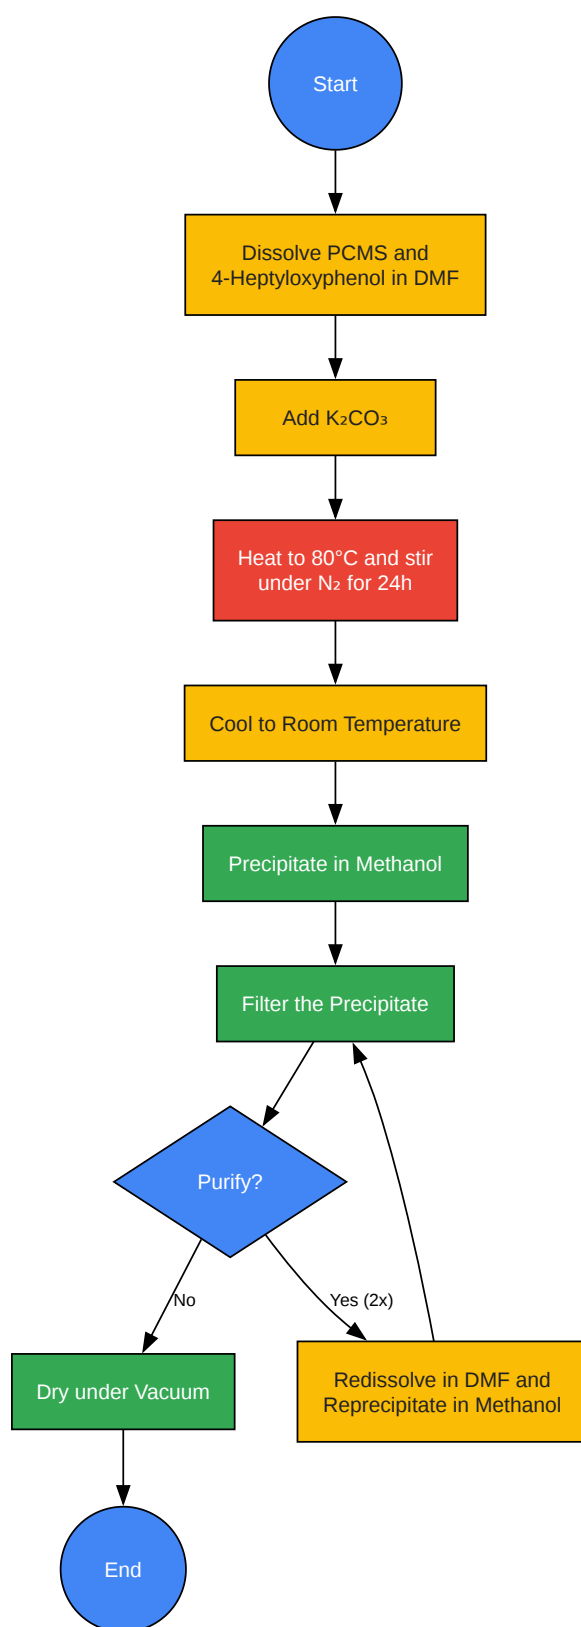 Start
Dissolve PCMS and
4-Heptyloxyphenol in DMF
Add K₂CO₃
Heat to 80°C and stir
under N₂ for 24h
Cool to Room Temperature
Precipitate in Methanol
Filter the Precipitate
Purify?
No
Yes (2x)
Dry under Vacuum
Redissolve in DMF and
Reprecipitate in Methanol
End